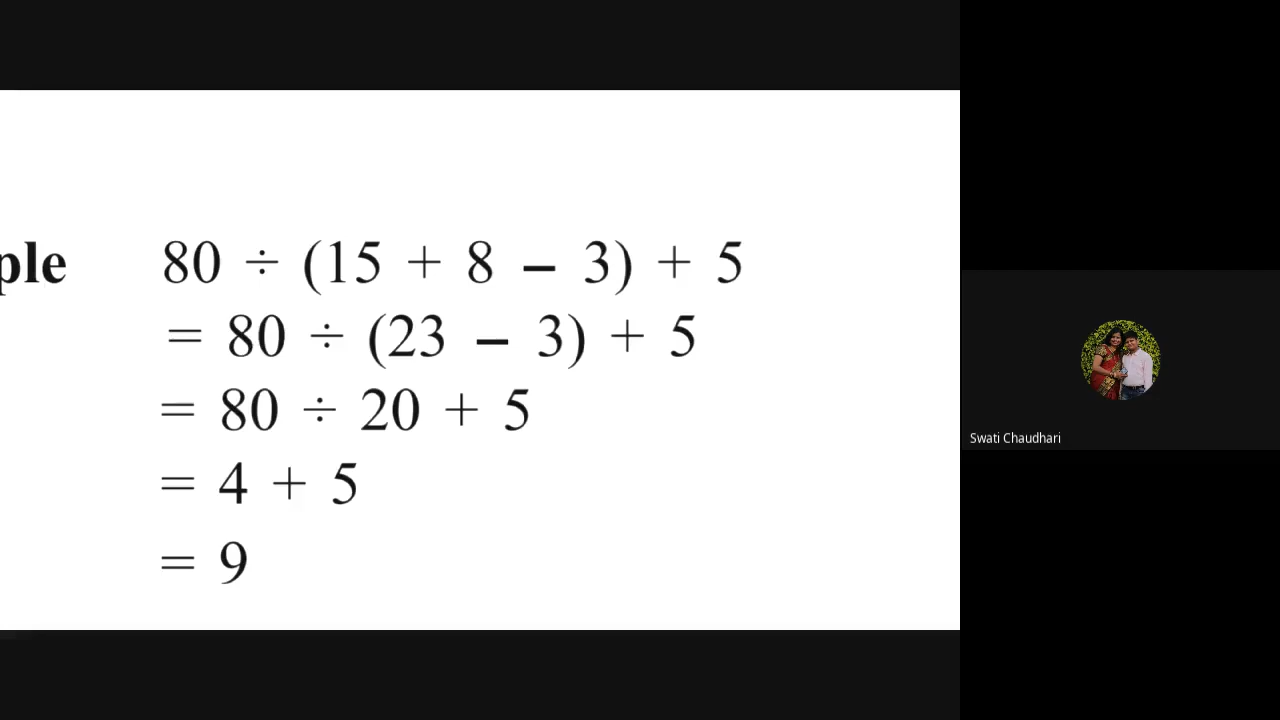 ple 80 ÷ (15 + 8 – 3) + 5
= 80 ÷ (23 – 3) + 5
= 80 ÷ 20 + 5
= 4 + 5
= 9
Swati Chaudhari